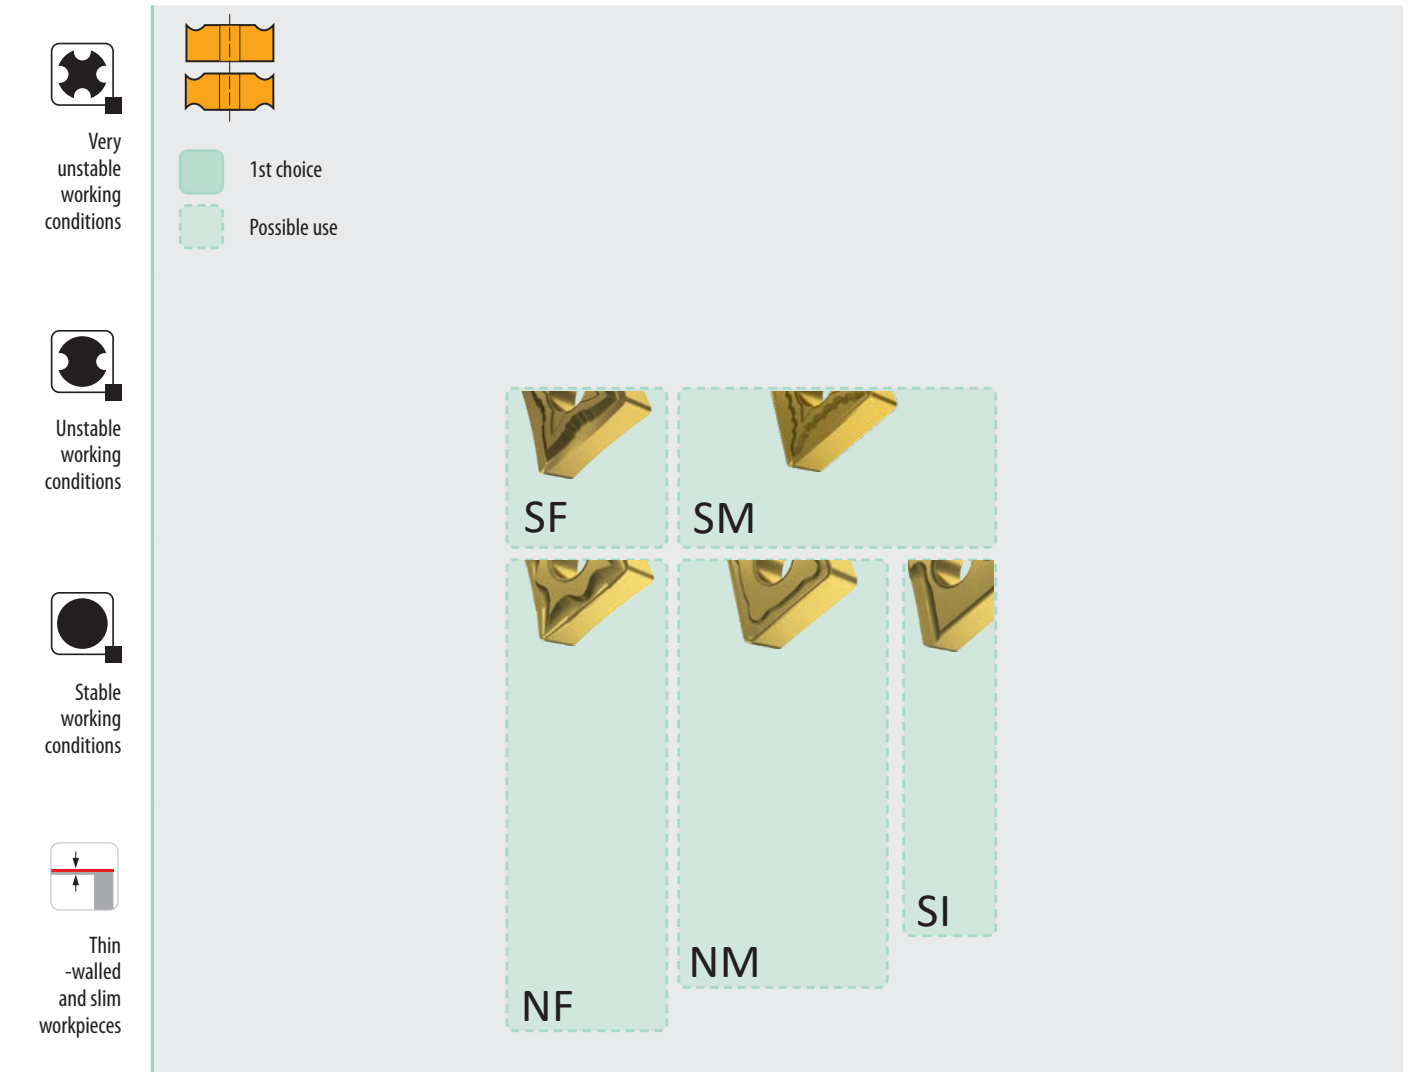 Very
unstable
working
conditions
1st choice
Possible use
Unstable
working
conditions
SF
SM
Stable
working
conditions
SI
NM
NF
Thin
-walled
and slim
workpieces